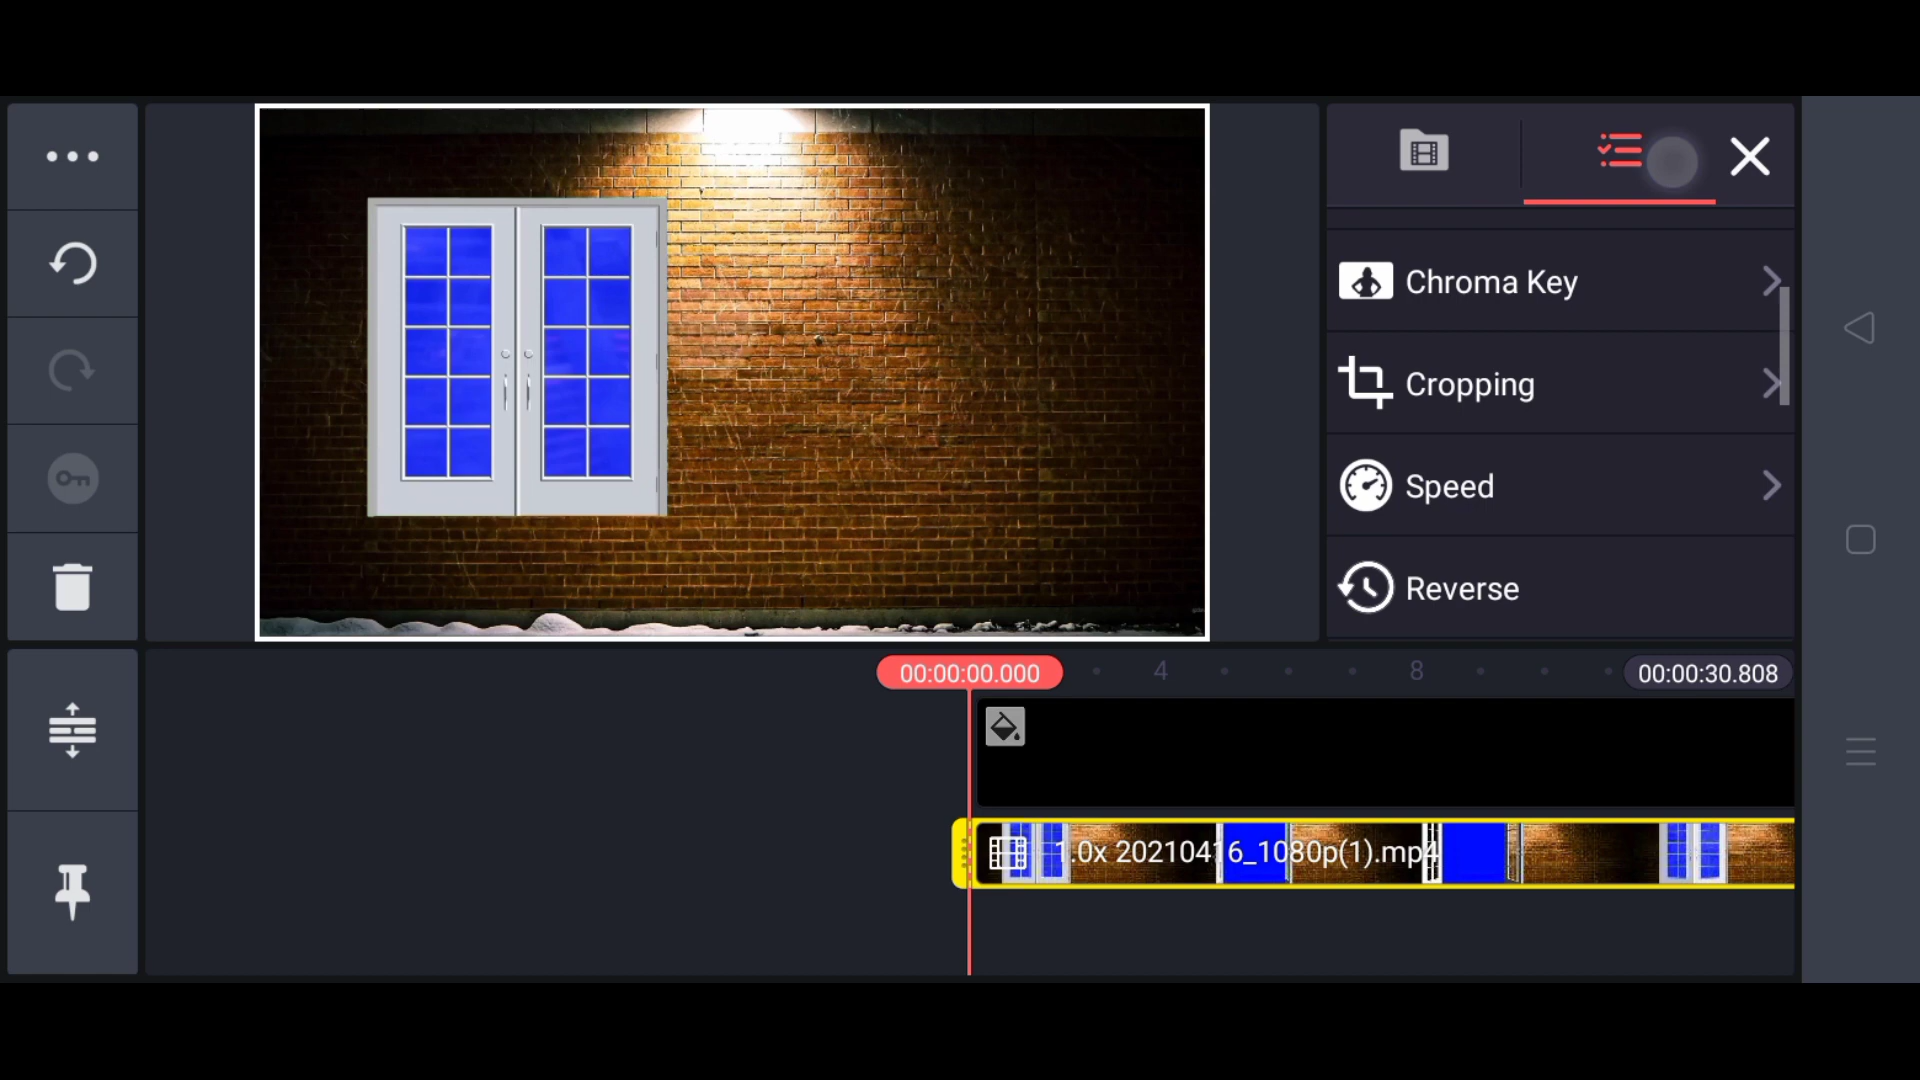 Chroma Key
Cropping
Speed
Reverse
00:00:00.000
4
8
00:00:30.808
1.0x 20210416_1080p(1).mp4